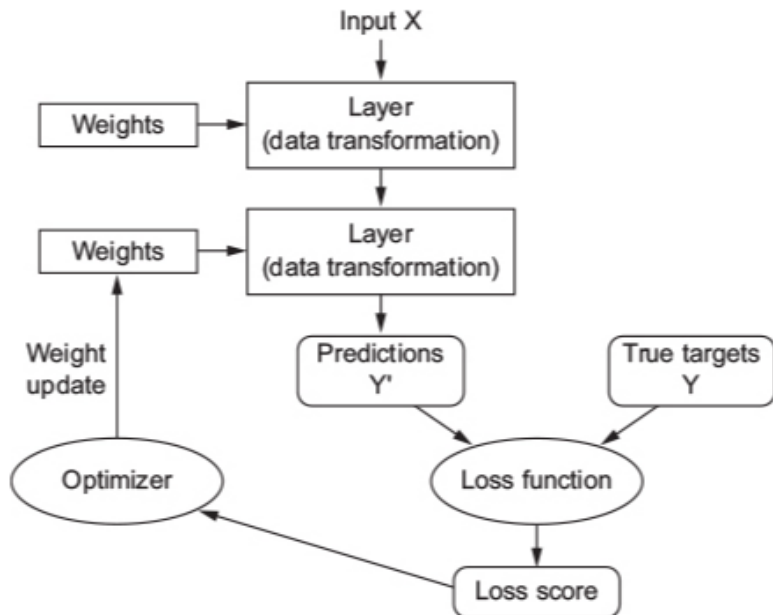 Input X
Weights
Layer
(data transformation)
Weights
Layer
(data transformation)
Weight
update
Predictions
Y'
True targets
Y
Optimizer
Loss function
Loss score